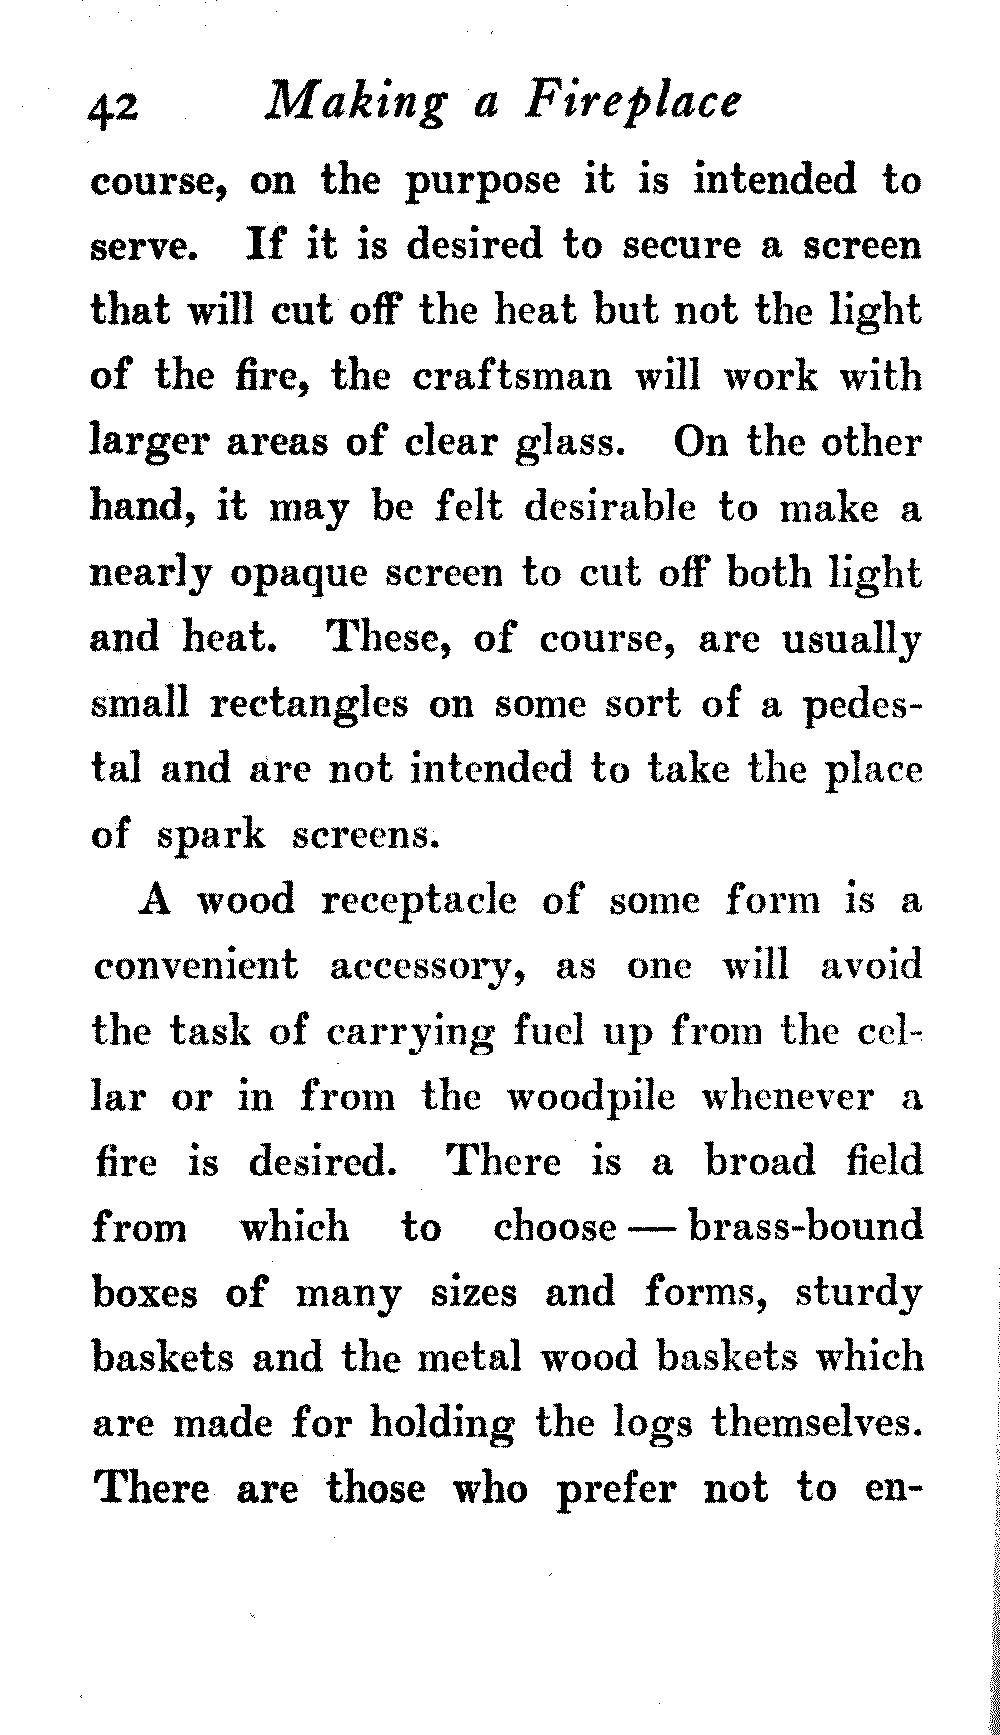 42 Making a Fireplace
course, on the purpose it is intended to
serve. If it is desired to secure a screen
that will cut off the heat but not the light
of the fire, the craftsman will work with
larger areas of clear glass. On the other
hand, it may be felt desirable to make a
nearly opaque screen to cut off both light
and heat. These, of course, are usually
small rectangles on some sort of a pedes-
tal and are not intended to take the place
of spark screens.
A wood receptacle of some form is a
convenient accessory, as one will avoid
the task of carrying fuel up from the cel-
lar or in from the woodpile whenever a
fire is desired. There is a broad field
from which to choose — brass-bound
boxes of many sizes and forms, sturdy
baskets and the metal wood baskets which
are made for holding the logs themselves.
There are those who prefer not to en-